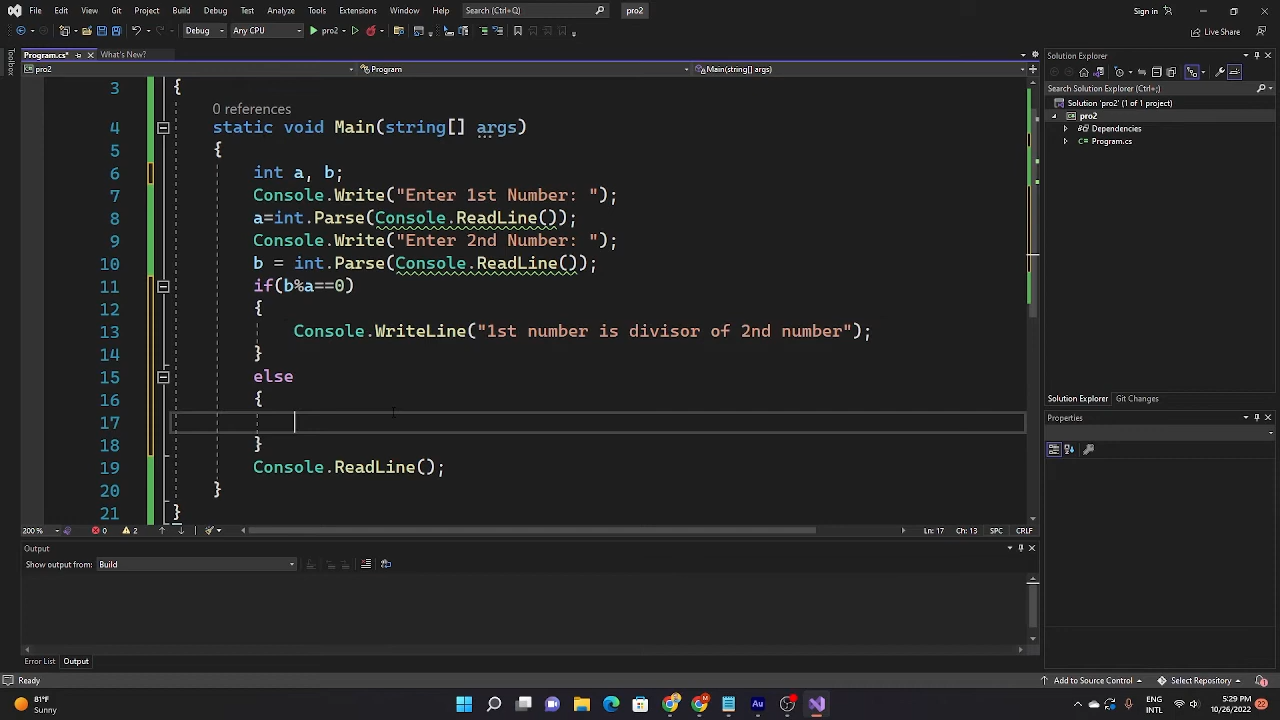 File Edit View Git Project Build Debug Test Analyze Tools Extensions Window Help Search (Ctrl+Q) pro2 Sign in
Debug Any CPU pro2 Live Share
Toolbox
Program.cs* What's New? Solution Explorer
pro2 Program Main(string[] args)
Search Solution Explorer (Ctrl+;)
Solution 'pro2' (1 of 1 project)
pro2
Dependencies
Program.cs
3 {
0 references
4 static void Main(string[] args)
5 {
6 int a, b;
7 Console.Write("Enter 1st Number: ");
8 a=int.Parse(Console.ReadLine());
9 Console.Write("Enter 2nd Number: ");
10 b = int.Parse(Console.ReadLine());
11 if(b%a==0)
12 {
13 Console.WriteLine("1st number is divisor of 2nd number");
14 }
15 else
16 {
17
18 }
19 Console.ReadLine();
20 }
21 }
Solution Explorer Git Changes
Properties
200 % 0 2 Ln: 17 Ch: 13 SPC CRLF
Output
Show output from: Build
Error List Output
Ready Add to Source Control Select Repository
81°F
Sunny
ENG
INTL
5:29 PM
10/26/2022